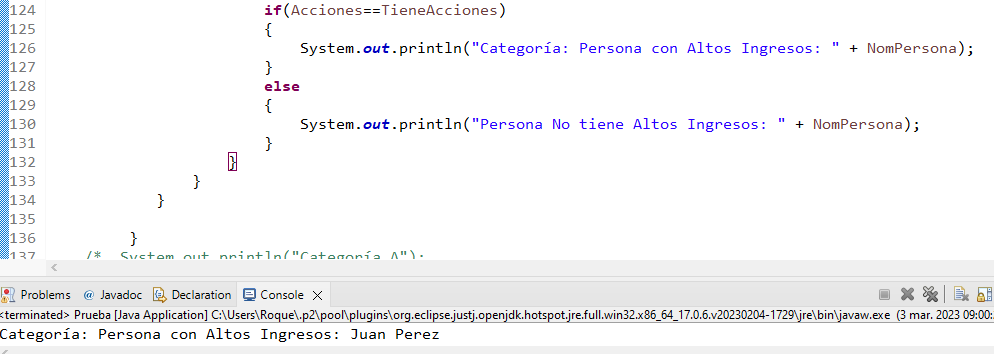 124 if(Acciones==TieneAcciones)
125 {
126 System.out.println("Categoría: Persona con Altos Ingresos: " + NomPersona);
127 }
128 else
129 {
130 System.out.println("Persona No tiene Altos Ingresos: " + NomPersona);
131 }
132 }
133 }
134 }
135
136 }
137 /* System.out.println("Categoría A");
Problems @ Javadoc Declaration Console
<terminated> Prueba [Java Application] C:\Users\Roque\.p2\pool\plugins\org.eclipse.justj.openjdk.hotspot.jre.full.win32.x86_64_17.0.6.v20230204-1729\jre\bin\javaw.exe (3 mar. 2023 09:00:
Categoría: Persona con Altos Ingresos: Juan Perez